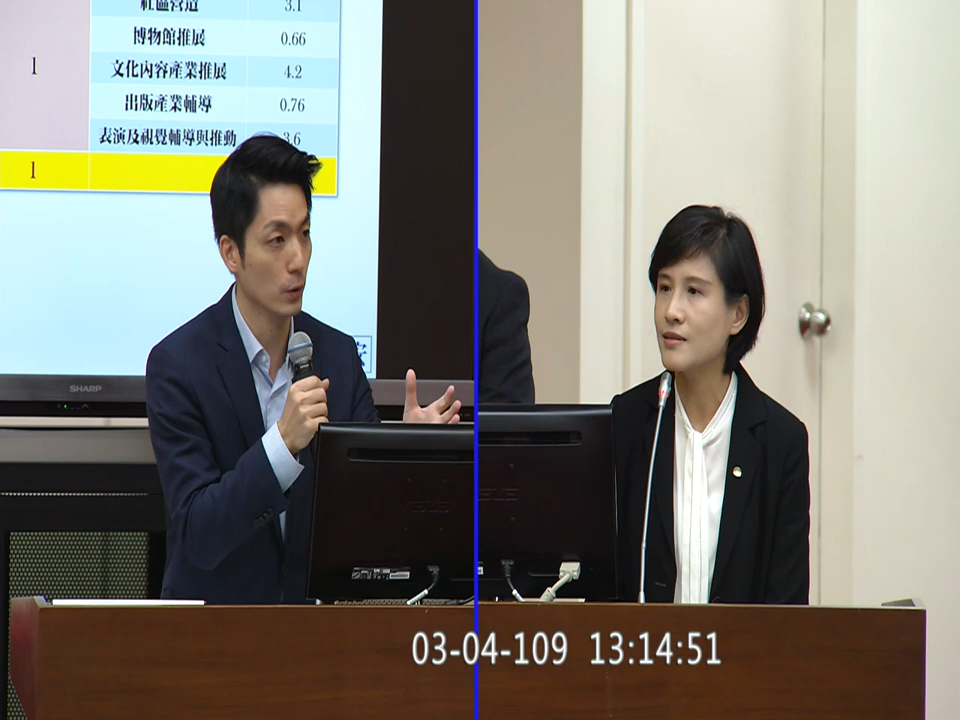 社區營造 3.1
博物館推展 0.66
1 文化內容產業推展 4.2
出版產業輔導 0.76
表演及視覺輔導與推動 3.6
1
SHARP
03-04-109 13:14:51